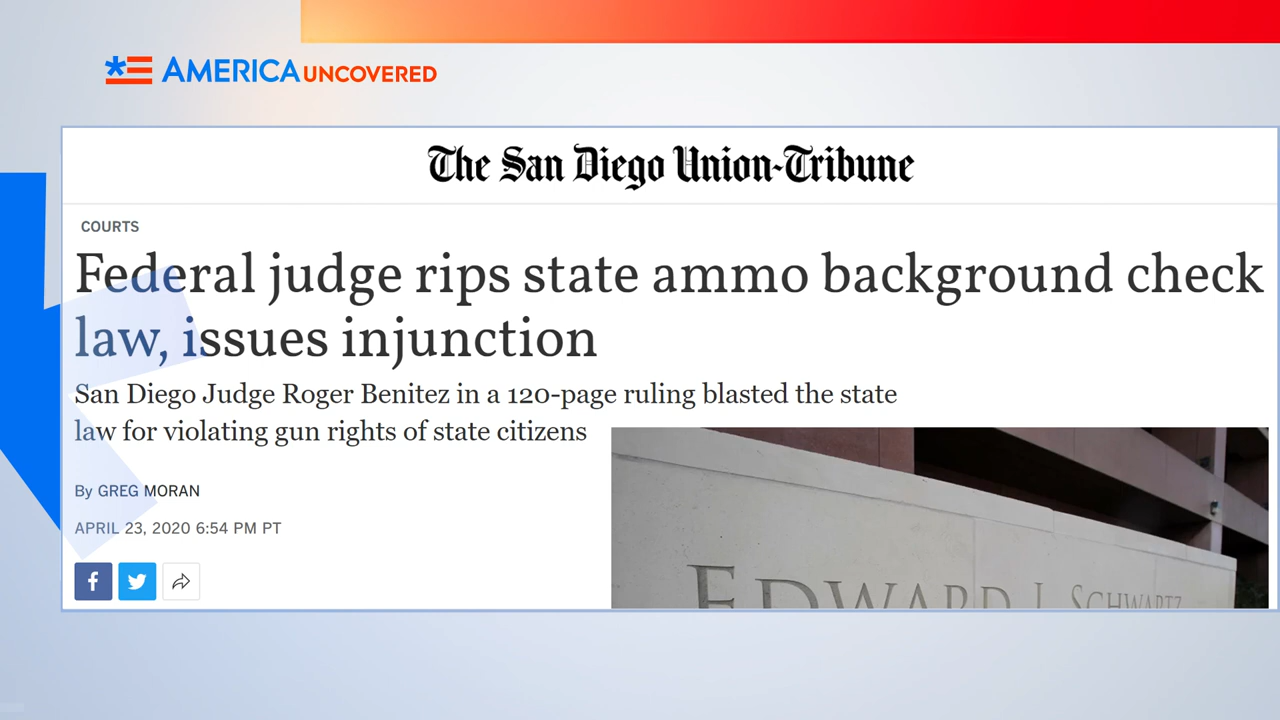 AMERICA UNCOVERED
The San Diego Union-Tribune
COURTS
Federal judge rips state ammo background check
law, issues injunction
San Diego Judge Roger Benitez in a 120-page ruling blasted the state
law for violating gun rights of state citizens
By GREG MORAN
APRIL 23, 2020 6:54 PM PT
EDWARD J. SCHWARTZ